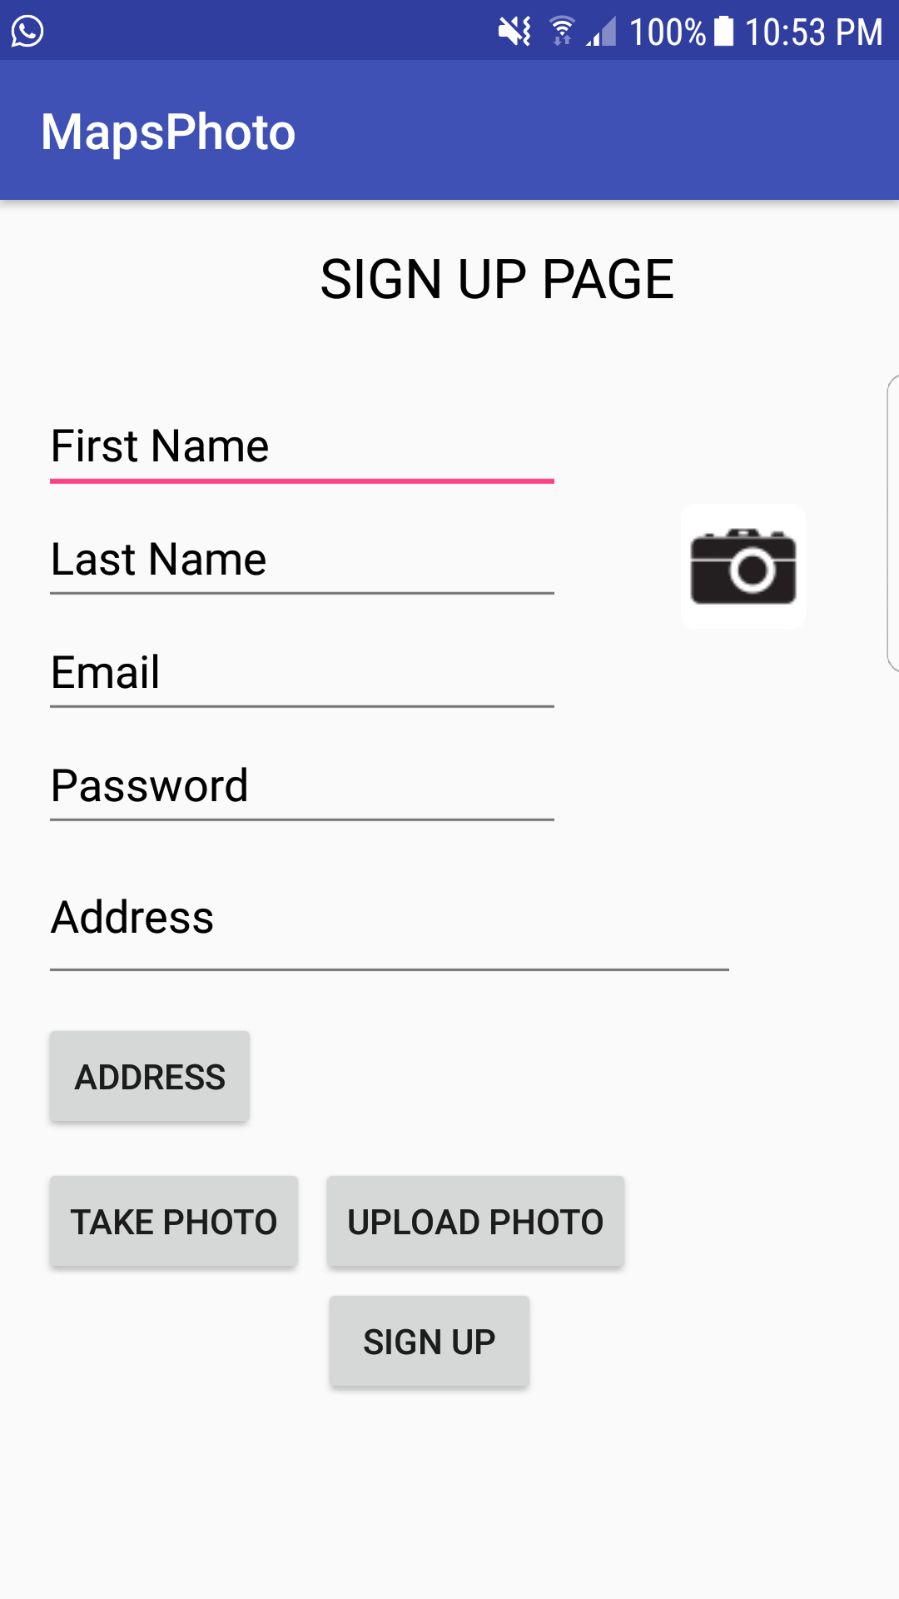 100% 10:53 PM
MapsPhoto
SIGN UP PAGE
First Name
Last Name
Email
Password
Address
ADDRESS
TAKE PHOTO UPLOAD PHOTO
SIGN UP